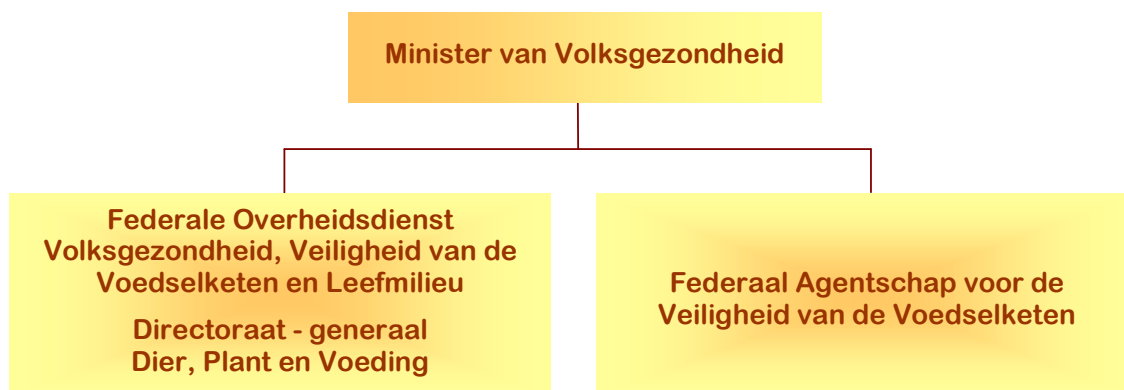 Minister van Volksgezondheid
Federale Overheidsdienst
Volksgezondheid, Veiligheid van de
Voedselketen en Leefmilieu
Directoraat - generaal
Dier, Plant en Voeding
Federaal Agentschap voor de
Veiligheid van de Voedselketen